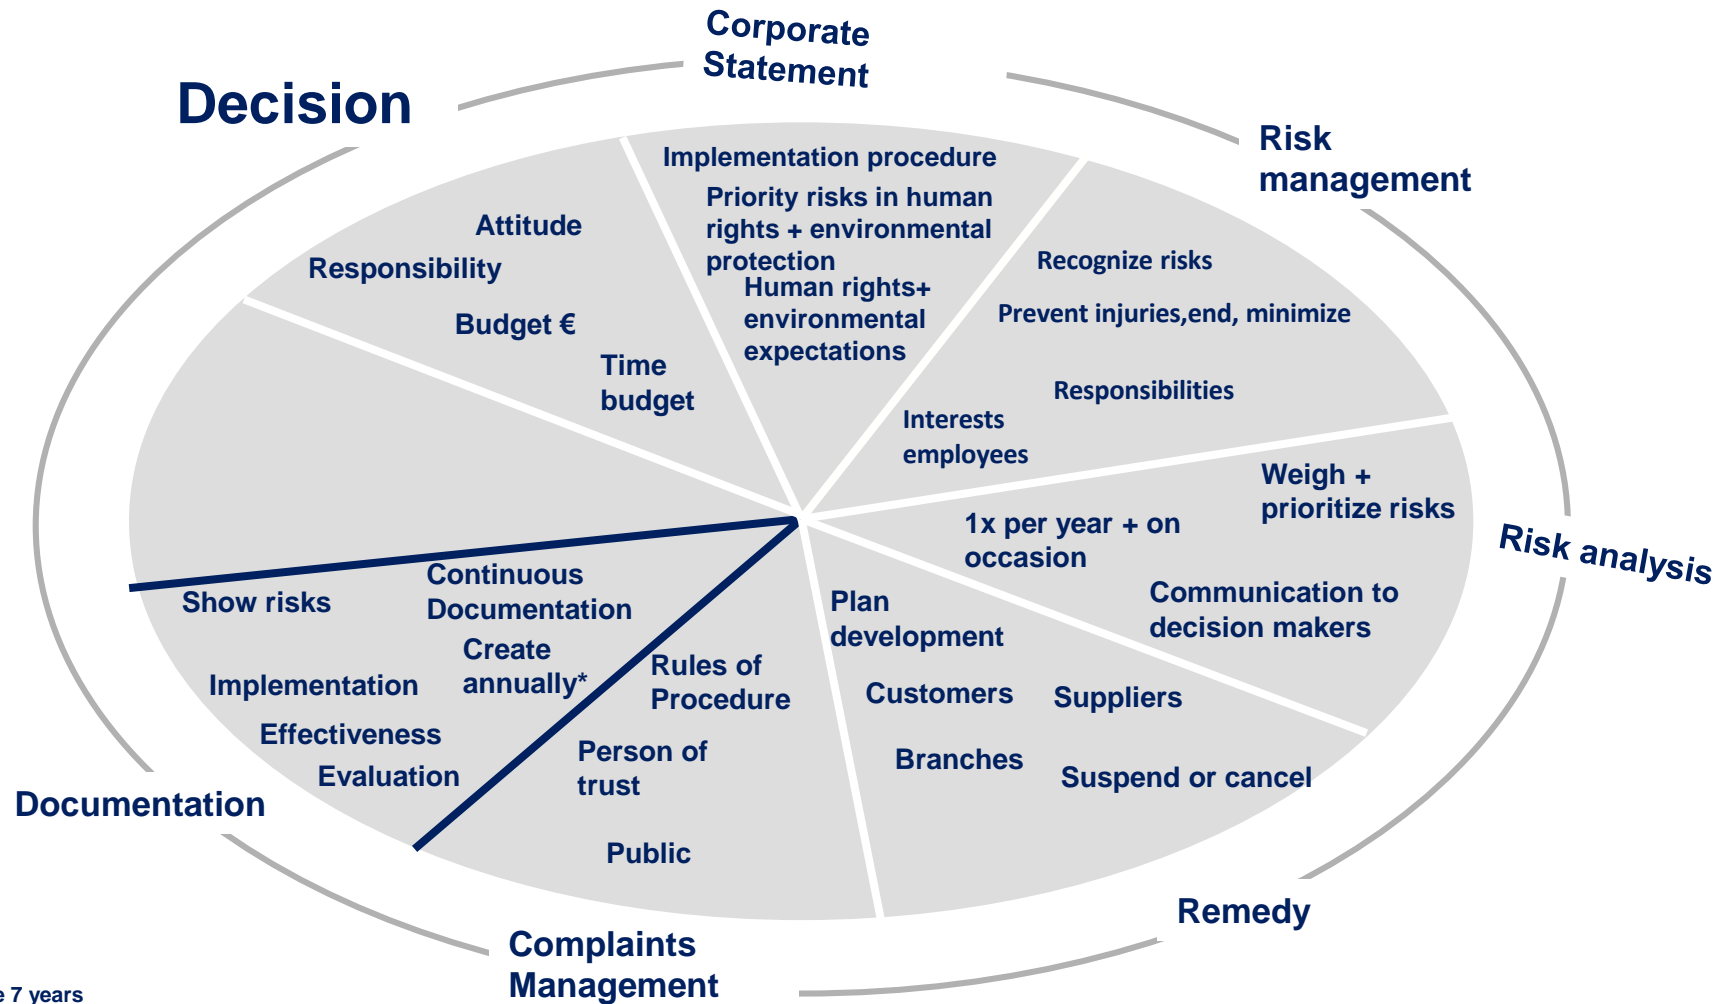 Corporate
Statement
Decision
Risk
management
Implementation procedure
Priority risks in human
rights + environmental
protection
Human rights+
environmental
expectations
Attitude
Responsibility
Budget €
Time
budget
Recognize risks
Prevent injuries,end, minimize
Responsibilities
Interests
employees
Weigh +
prioritize risks
1x per year + on
occasion
Communication to
decision makers
Risk analysis
Plan
development
Customers
Suppliers
Branches
Suspend or cancel
Remedy
Rules of
Procedure
Person of
trust
Public
Complaints
Management
Continuous
Documentation
Show risks
Create
annually*
Implementation
Effectiveness
Evaluation
Documentation
7 years